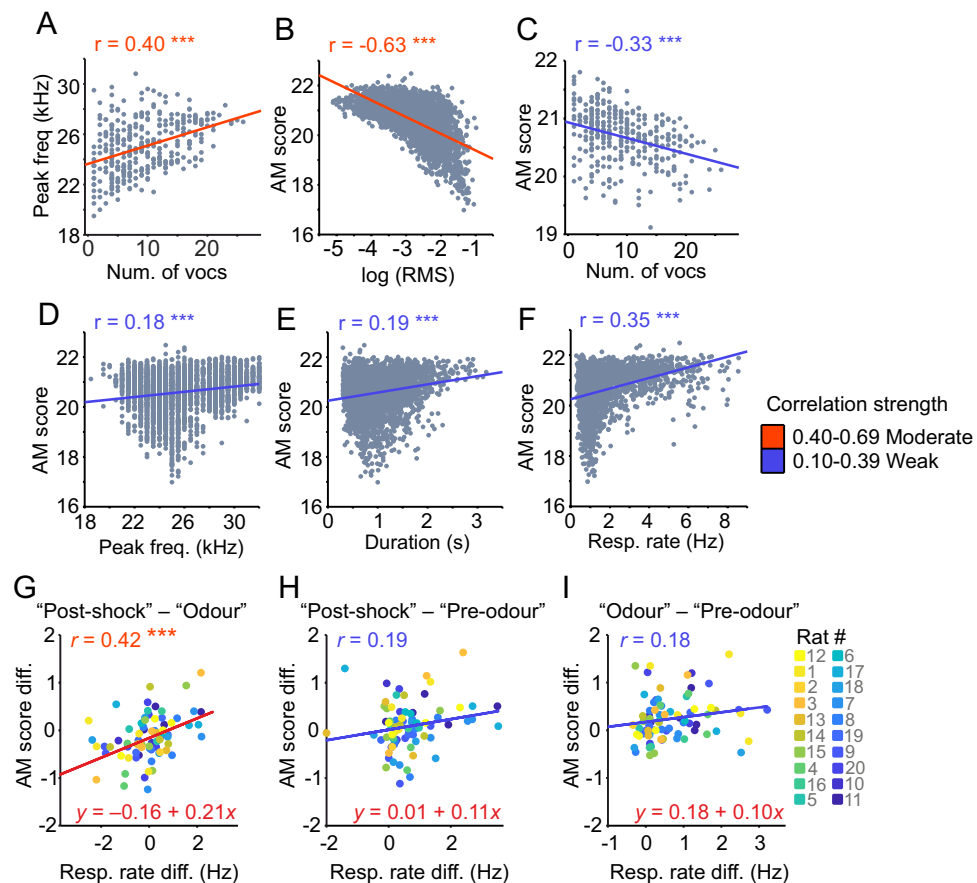 A
r = 0.40 ***
Peak freq (kHz)
30
26
22
18
0
10
20
Num. of vocs
B
r = -0.63 ***
AM score
22
20
18
16
-5
-4
-3
-2
-1
log (RMS)
C
r = -0.33 ***
AM score
22
21
20
19
0
10
20
Num. of vocs
D
r = 0.18 ***
AM score
22
20
18
16
18
22
26
30
Peak freq. (kHz)
E
r = 0.19 ***
AM score
22
20
18
16
0
1
2
3
Duration (s)
F
r = 0.35 ***
AM score
22
20
18
16
0
2
4
6
8
Resp. rate (Hz)
Correlation strength
0.40-0.69 Moderate
0.10-0.39 Weak
G
“Post-shock” – “Odour”
r = 0.42 ***
AM score diff.
2
1
0
-1
-2
y = –0.16 + 0.21x
-2
0
2
Resp. rate diff. (Hz)
H
“Post-shock” – “Pre-odour”
r = 0.19
AM score diff.
2
1
0
-1
-2
y = 0.01 + 0.11x
-2
0
2
Resp. rate diff. (Hz)
I
“Odour” – “Pre-odour”
r = 0.18
AM score diff.
2
1
0
-1
-2
y = 0.18 + 0.10x
-1
0
1
2
3
Resp. rate diff. (Hz)
Rat #
12 6
1 17
2 18
3 7
13 8
14 19
15 9
4 20
16 10
5 11